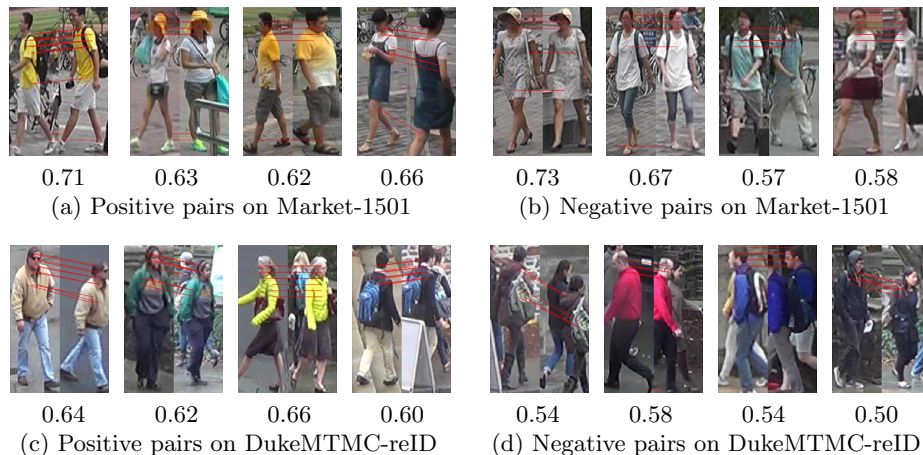 0.71 0.63 0.62 0.66
(a) Positive pairs on Market-1501
0.73 0.67 0.57 0.58
(b) Negative pairs on Market-1501
0.64 0.62 0.66 0.60
(c) Positive pairs on DukeMTMC-reID
0.54 0.58 0.54 0.50
(d) Negative pairs on DukeMTMC-reID